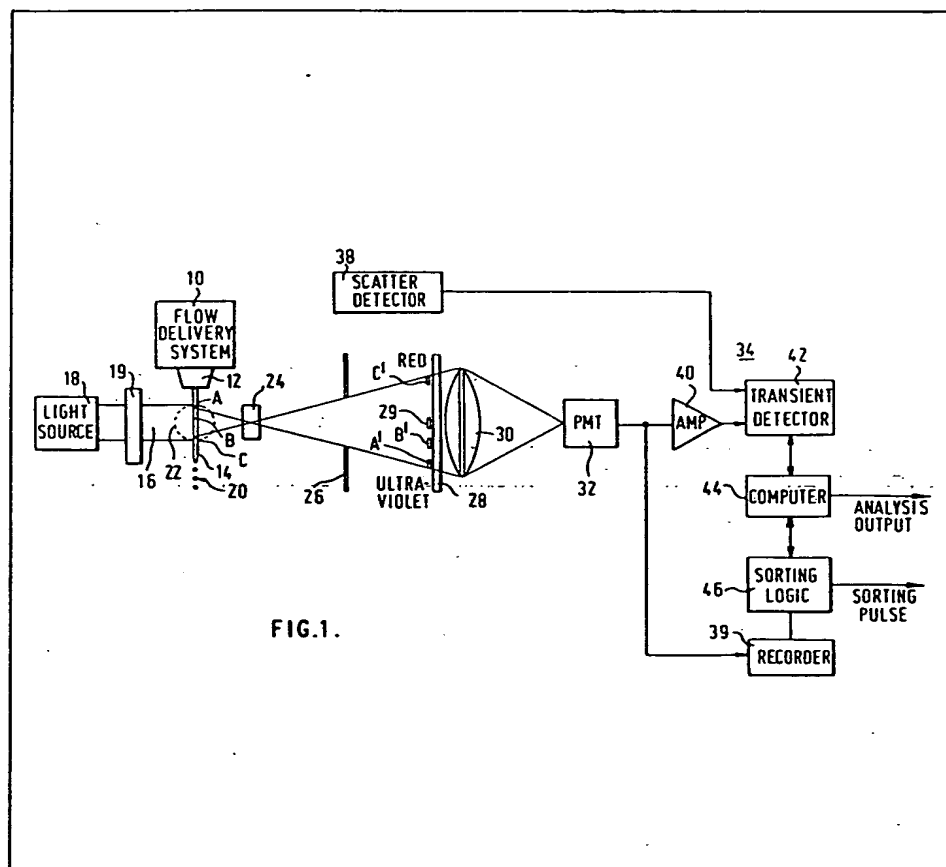 38
SCATTER
DETECTOR
10
FLOW
DELIVERY
SYSTEM
34
42
TRANSIENT
DETECTOR
18
LIGHT
SOURCE
19
12
24
A
B
C
22
16
14
20
26
RED
C¹
29
B¹
A¹
ULTRA-
VIOLET
28
30
PMT
32
40
AMP
44
COMPUTER
ANALYSIS
OUTPUT
46
SORTING
LOGIC
SORTING
PULSE
39
RECORDER
FIG.1.